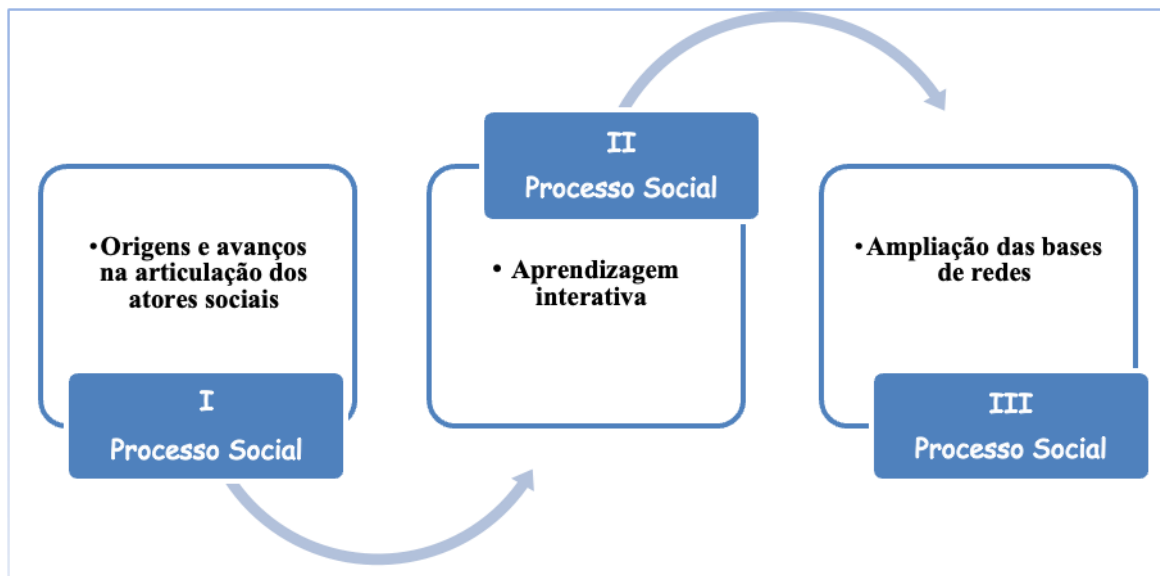 •Origens e avanços
na articulação dos
atores sociais
I
Processo Social
II
Processo Social
• Aprendizagem
interativa
•Ampliação das bases
de redes
III
Processo Social